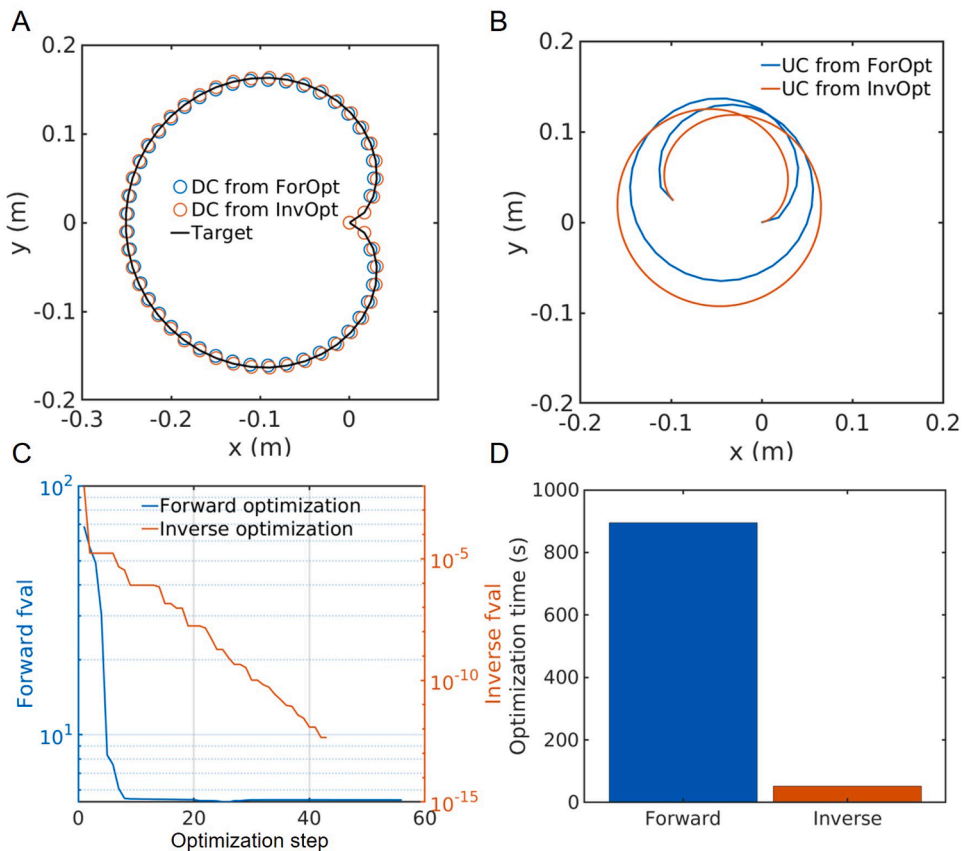 A
0.2
0.1
0
-0.1
-0.2
y (m)
DC from ForOpt
DC from InvOpt
Target
-0.3
-0.2
-0.1
0
x (m)
B
0.2
0.1
0
-0.1
-0.2
y (m)
UC from ForOpt
UC from InvOpt
-0.2
-0.1
0
0.1
0.2
x (m)
C
10^2
10^1
Forward fval
Forward optimization
Inverse optimization
10^-5
10^-10
10^-15
Inverse fval
0
20
40
60
Optimization step
D
1000
800
600
400
200
0
Optimization time (s)
Forward
Inverse